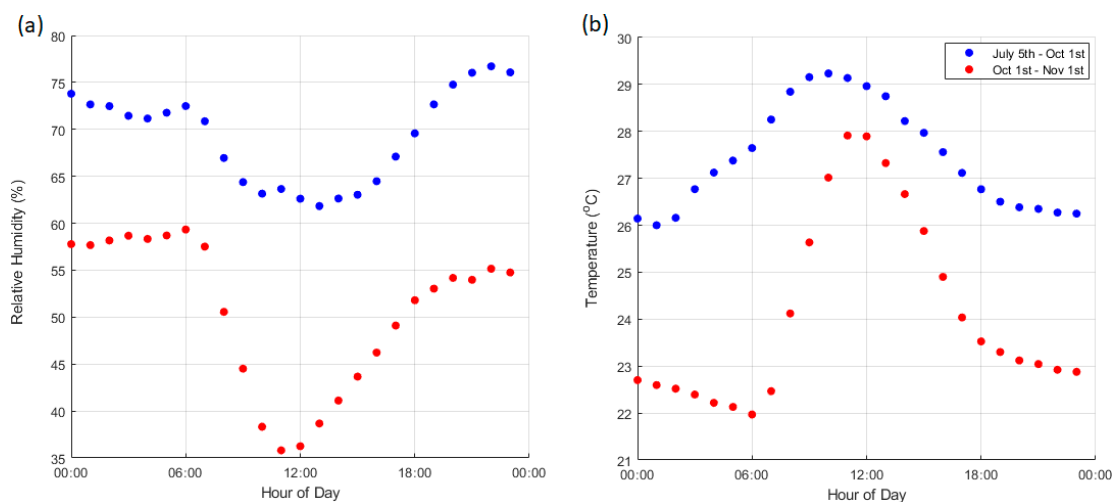 (a)
Relative Humidity (%)
80
75
70
65
60
55
50
45
40
35
00:00 06:00 12:00 18:00 00:00
Hour of Day
(b)
Temperature (°C)
30
29
28
27
26
25
24
23
22
21
00:00 06:00 12:00 18:00 00:00
Hour of Day
July 5th - Oct 1st
Oct 1st - Nov 1st